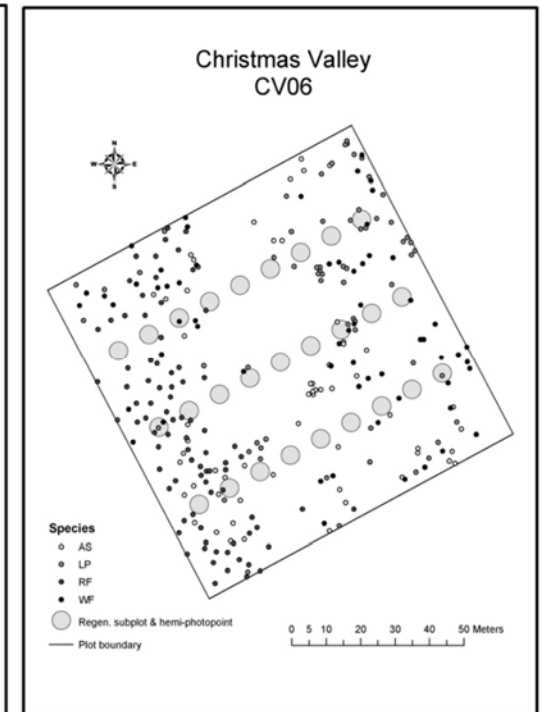 Christmas Valley
CV06
N
W E
S
Species
AS
LP
RF
WF
Regen. subplot & hemi-photopoint
Plot boundary
0 5 10 20 30 40 50 Meters